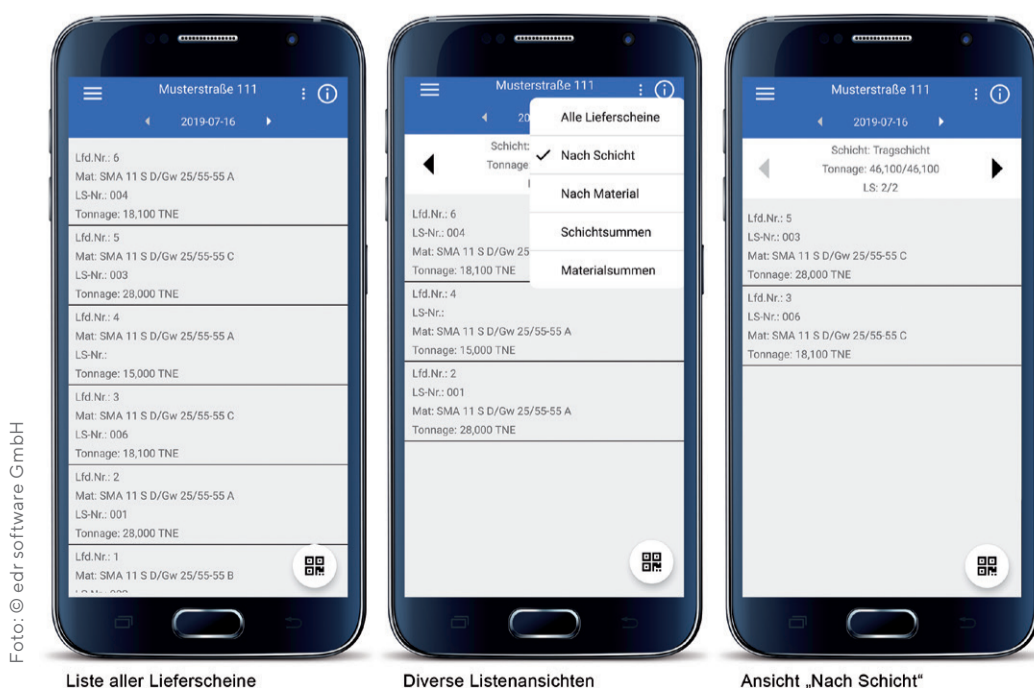 Musterstraße 111
2019-07-16
Lfd.Nr.: 6
Mat: SMA 11 S D/Gw 25/55-55 A
LS-Nr.: 004
Tonnage: 18,100 TNE
Lfd.Nr.: 5
Mat: SMA 11 S D/Gw 25/55-55 C
LS-Nr.: 003
Tonnage: 28,000 TNE
Lfd.Nr.: 4
Mat: SMA 11 S D/Gw 25/55-55 A
LS-Nr.:
Tonnage: 15,000 TNE
Lfd.Nr.: 3
Mat: SMA 11 S D/Gw 25/55-55 C
LS-Nr.: 006
Tonnage: 18,100 TNE
Lfd.Nr.: 2
Mat: SMA 11 S D/Gw 25/55-55 A
LS-Nr.: 001
Tonnage: 28,000 TNE
Lfd.Nr.: 1
Mat: SMA 11 S D/Gw 25/55-55 B
Liste aller Lieferscheine
Musterstraße 111
20
Schicht:
Tonnage
Alle Lieferscheine
Nach Schicht
Nach Material
Schichtsummen
Materialsummen
Lfd.Nr.: 6
LS-Nr.: 004
Mat: SMA 11 S D/Gw 25
Tonnage: 18,100 TNE
Lfd.Nr.: 4
LS-Nr.:
Mat: SMA 11 S D/Gw 25/55-55 A
Tonnage: 15,000 TNE
Lfd.Nr.: 2
LS-Nr.: 001
Mat: SMA 11 S D/Gw 25/55-55 A
Tonnage: 28,000 TNE
Diverse Listenansichten
Musterstraße 111
2019-07-16
Schicht: Tragschicht
Tonnage: 46,100/46,100
LS: 2/2
Lfd.Nr.: 5
LS-Nr.: 003
Mat: SMA 11 S D/Gw 25/55-55 C
Tonnage: 28,000 TNE
Lfd.Nr.: 3
LS-Nr.: 006
Mat: SMA 11 S D/Gw 25/55-55 C
Tonnage: 18,100 TNE
Ansicht „Nach Schicht“
Foto: © edr software GmbH